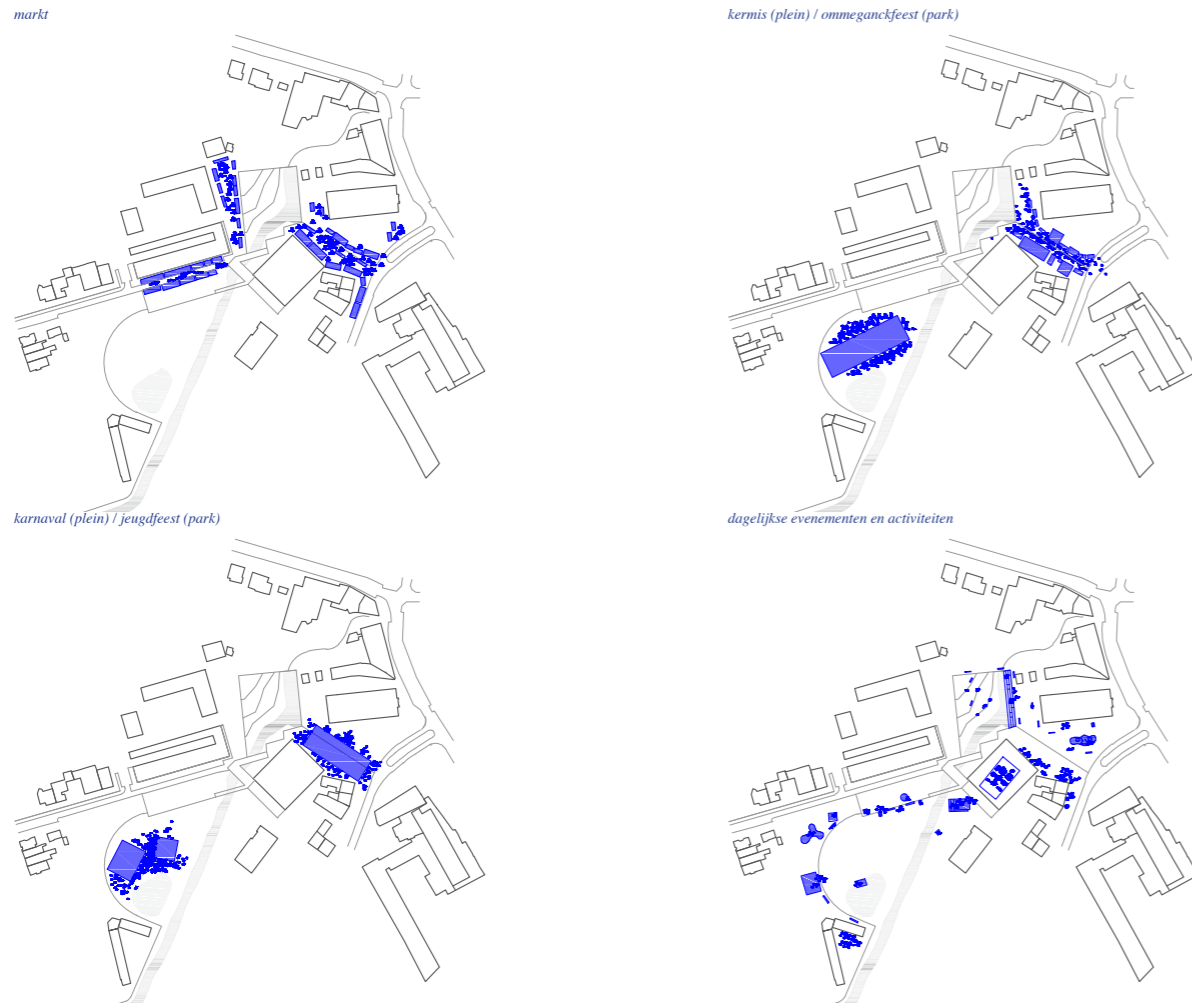 markt
kermis (plein) / ommeganckfeest (park)
karnaval (plein) / jeugdfeest (park)
dagelijkse evenementen en activiteiten